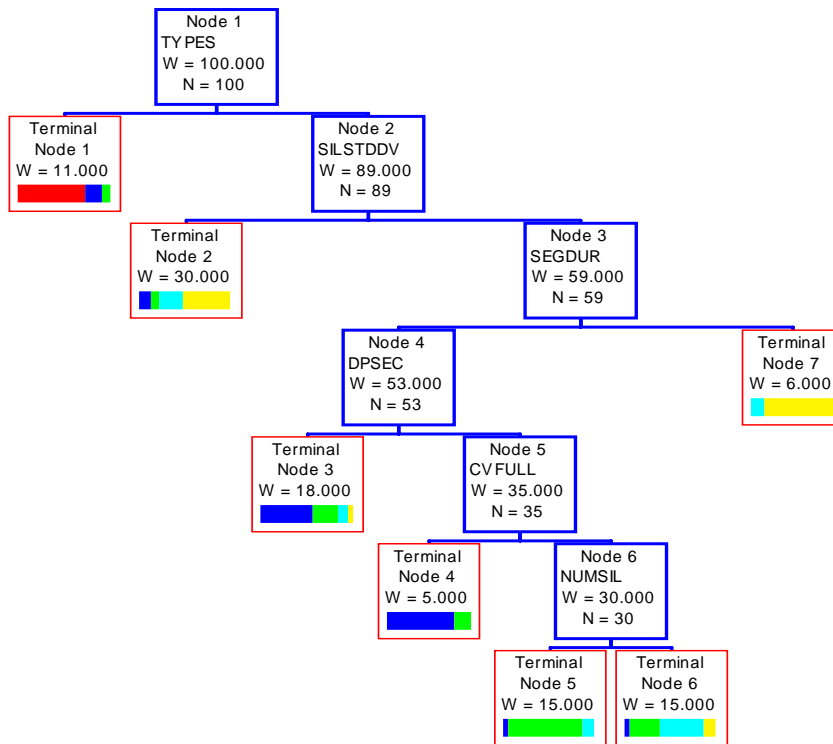 Node 1
TYPES
W = 100.000
N = 100
Terminal
Node 1
W = 11.000
Node 2
SILSTDDV
W = 89.000
N = 89
Terminal
Node 2
W = 30.000
Node 3
SEGDUR
W = 59.000
N = 59
Node 4
DPSEC
W = 53.000
N = 53
Terminal
Node 7
W = 6.000
Terminal
Node 3
W = 18.000
Node 5
CVFULL
W = 35.000
N = 35
Terminal
Node 4
W = 5.000
Node 6
NUMSIL
W = 30.000
N = 30
Terminal
Node 5
W = 15.000
Terminal
Node 6
W = 15.000